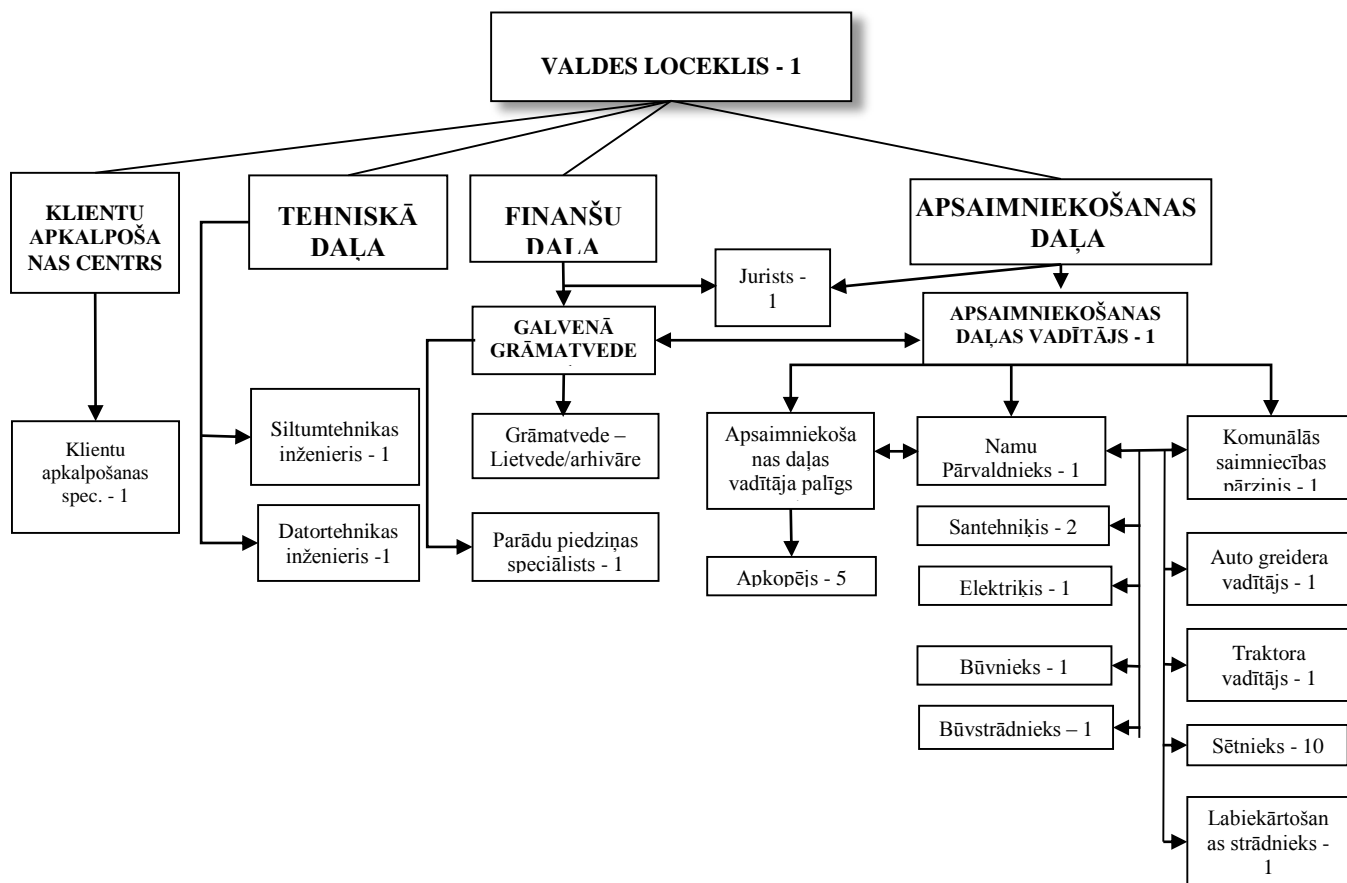 VALDES LOCEKLIS - 1
KLIENTU
APKALPOŠA
NAS CENTRS
TEHNISKĀ
DAĻA
FINANŠU
DAĻA
APSAIMNIEKOŠANAS
DAĻA
Jurists -
1
GALVENĀ
GRĀMATVEDE
APSAIMNIEKOŠANAS
DAĻAS VADĪTĀJS - 1
Klientu
apkalpošanas
spec. - 1
Siltumtehnikas
inženieris - 1
Datortehnikas
inženieris -1
Grāmatvede –
Lietvede/arhivāre
Parādu piedziņas
speciālists - 1
Apsaimniekoša
nas daļas
vadītāja palīgs
Apkopējs - 5
Namu
Pārvaldnieks - 1
Santehniķis - 2
Elektriķis - 1
Būvnieks - 1
Būvstrādnieks – 1
Komunālās
saimniecības
pārzinis - 1
Auto greidera
vadītājs - 1
Traktora
vadītājs - 1
Sētnieks - 10
Labiekārtošan
as strādnieks -
1